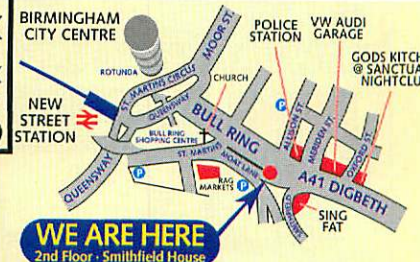 BIRMINGHAM
CITY CENTRE
ROTUNDA
MOOR ST.
POLICE
STATION
VW AUDI
GARAGE
GODS KITCH
@ SANCTUA
NIGHTCLU
ST. MARTINS CIRCUS
QUEENSWAY
CHURCH
NEW
STREET
STATION
BULL RING
SHOPPING CENTRE
BULL RING
P
ALLISON ST.
MERIDEN ST.
OXFORD ST.
QUEENSWAY
ST. MARTINS
MOAT LANE
P
RAG
MARKETS
P
A41 DIGBETH
SING
FAT
WE ARE HERE
2nd Floor · Smithfield House